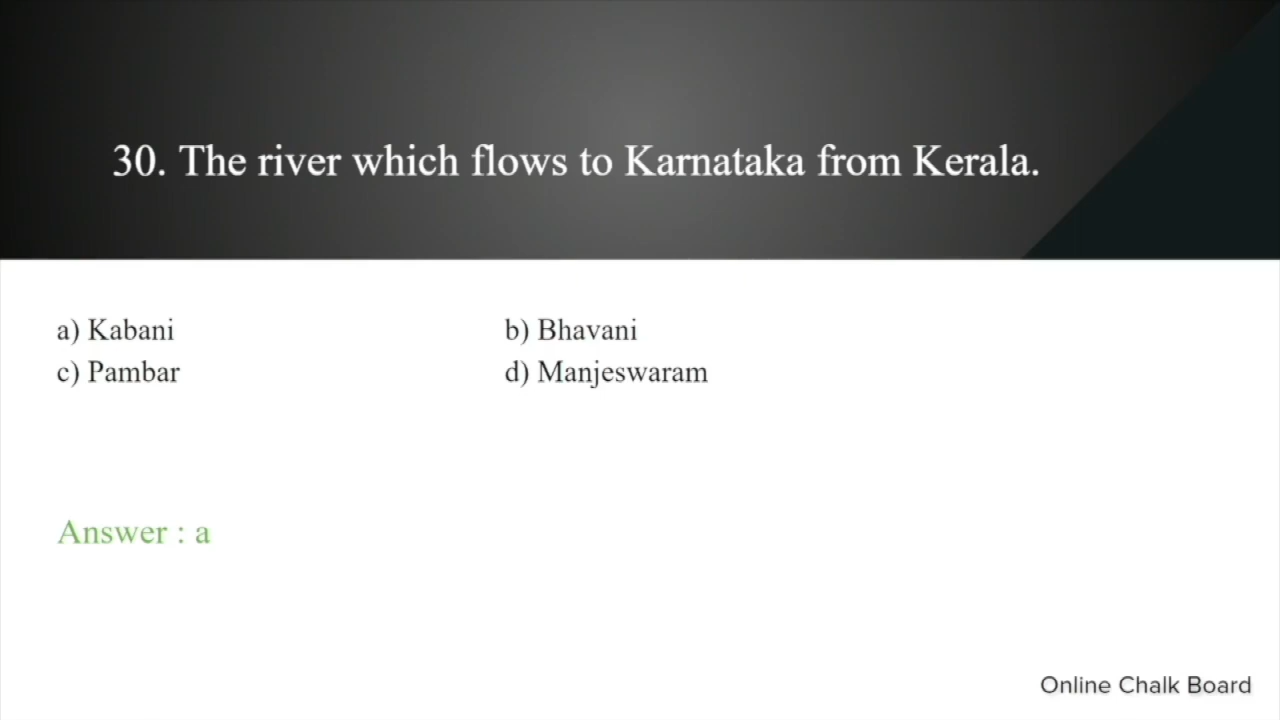 30. The river which flows to Karnataka from Kerala.
a) Kabani b) Bhavani
c) Pambar d) Manjeswaram
Answer : a
Online Chalk Board